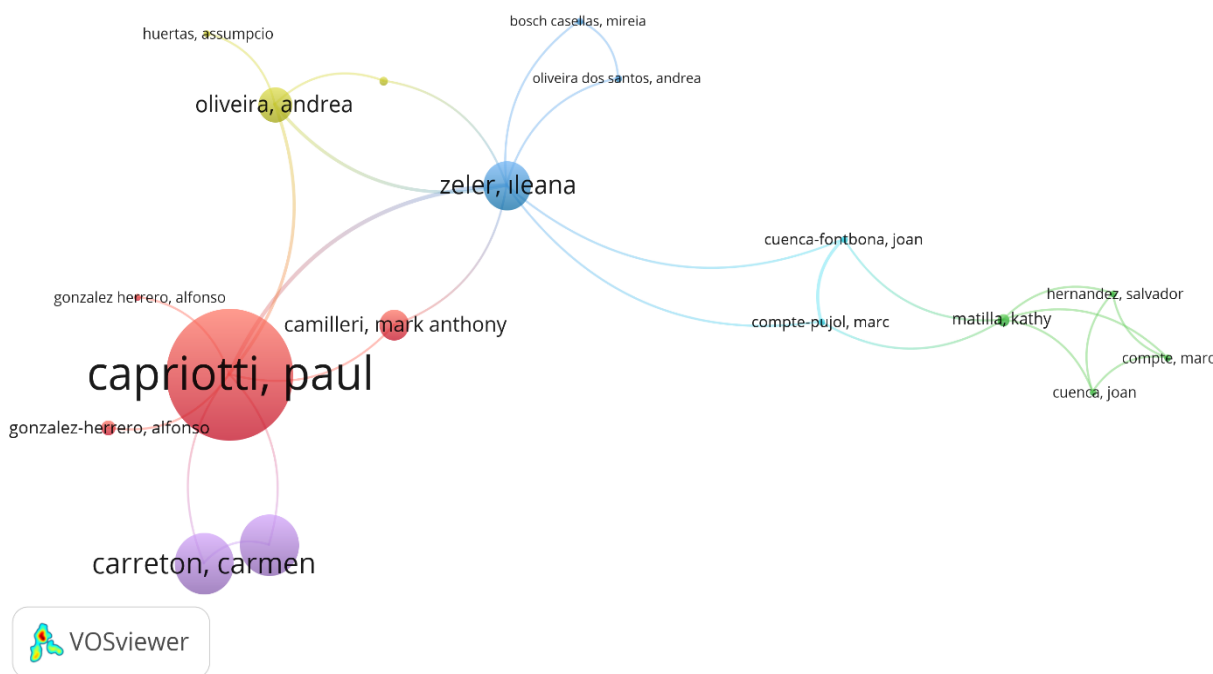 bosch casellas, mireia
huertas, assumpcio
oliveira dos santos, andrea
oliveira, andrea
zeler, ileana
cuenca-fontbona, joan
gonzalez herrero, alfonso
hernandez, salvador
camilleri, mark anthony
compte-pujol, marc
matilla, kathy
compte, marc
capriotti, paul
cuenca, joan
gonzalez-herrero, alfonso
carreton, carmen
VOSviewer